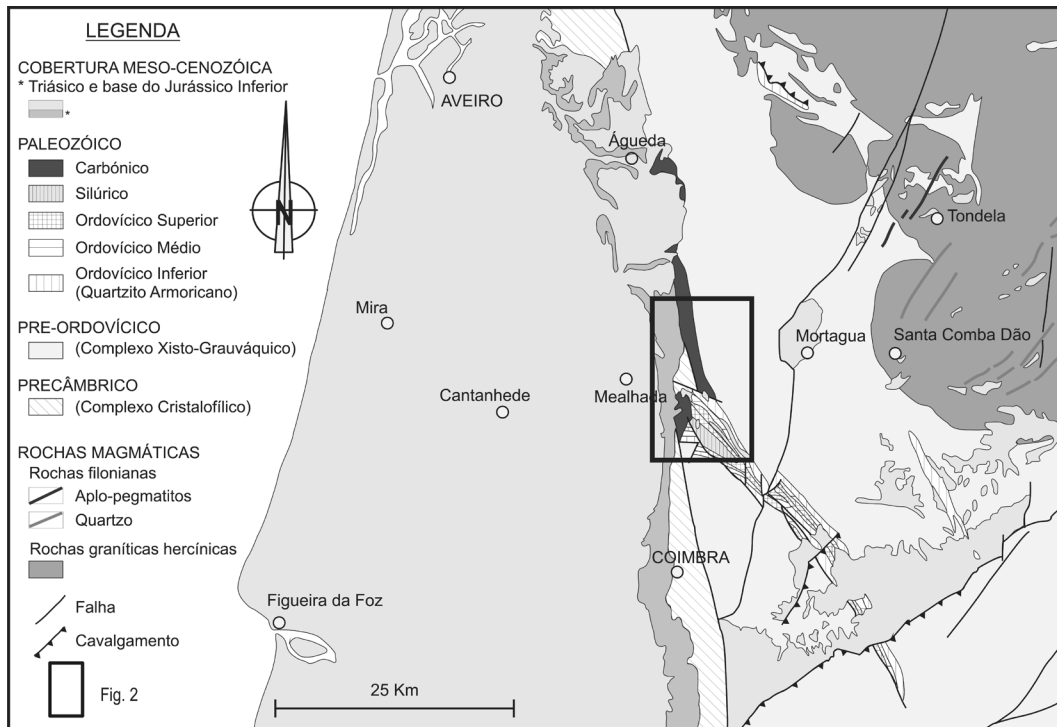 LEGENDA
COBERTURA MESO-CENOZÓICA
* Triásico e base do Jurássico Inferior
*
PALEOZÓICO
Carbónico
Silúrico
Ordovícico Superior
Ordovícico Médio
Ordovícico Inferior
(Quartzito Armoricano)
PRE-ORDOVÍCICO
(Complexo Xisto-Grauváquico)
PRECÂMBRICO
(Complexo Cristalofílico)
ROCHAS MAGMÁTICAS
Rochas filonianas
Aplo-pegmatitos
Quartzo
Rochas graníticas hercínicas
Falha
Cavalgamento
Fig. 2
N
AVEIRO
Águeda
Tondela
Mira
Mortagua
Santa Comba Dão
Cantanhede
Mealhada
COIMBRA
Figueira da Foz
25 Km